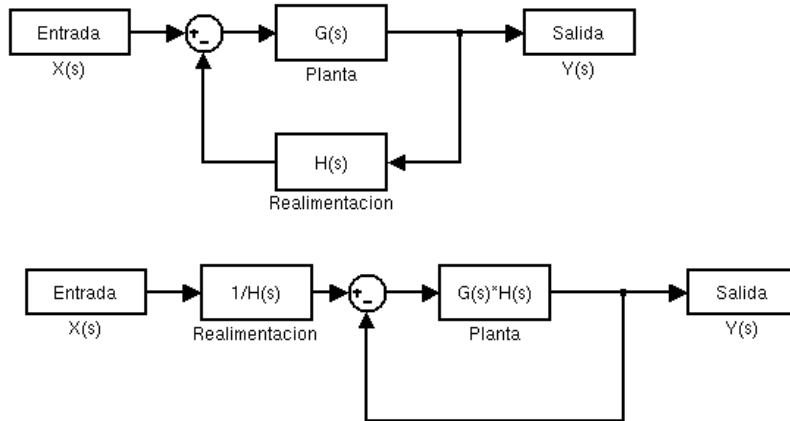 Entrada
X(s)
+
-
G(s)
Planta
Salida
Y(s)
H(s)
Realimentacion
Entrada
X(s)
1/H(s)
Realimentacion
+
-
G(s)*H(s)
Planta
Salida
Y(s)